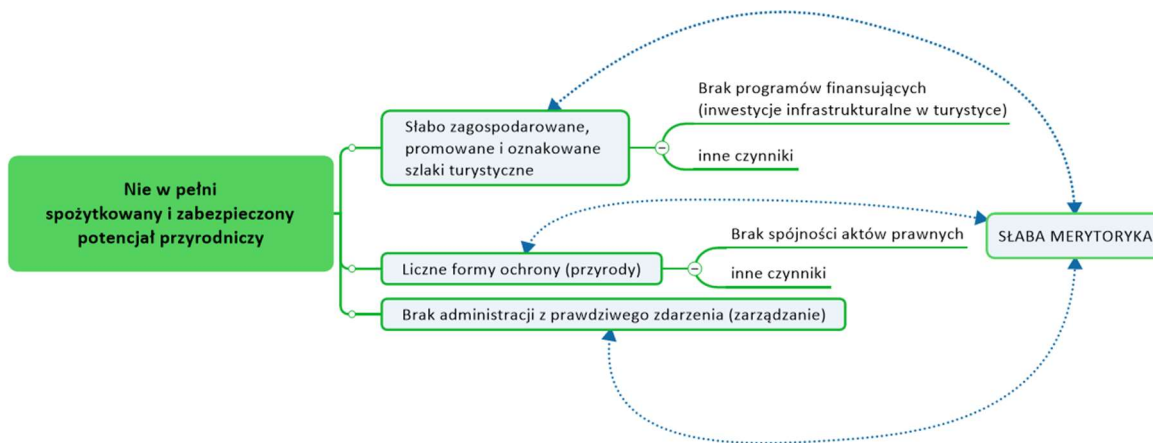 Nie w pełni
spożytkowany i zabezpieczony
potencjał przyrodniczy
Słabo zagospodarowane,
promowane i oznakowane
szlaki turystyczne
Brak programów finansujących
(inwestycje infrastrukturalne w turystyce)
inne czynniki
Liczne formy ochrony (przyrody)
Brak spójności aktów prawnych
inne czynniki
Brak administracji z prawdziwego zdarzenia (zarządzanie)
SŁABA MERYTORYKA